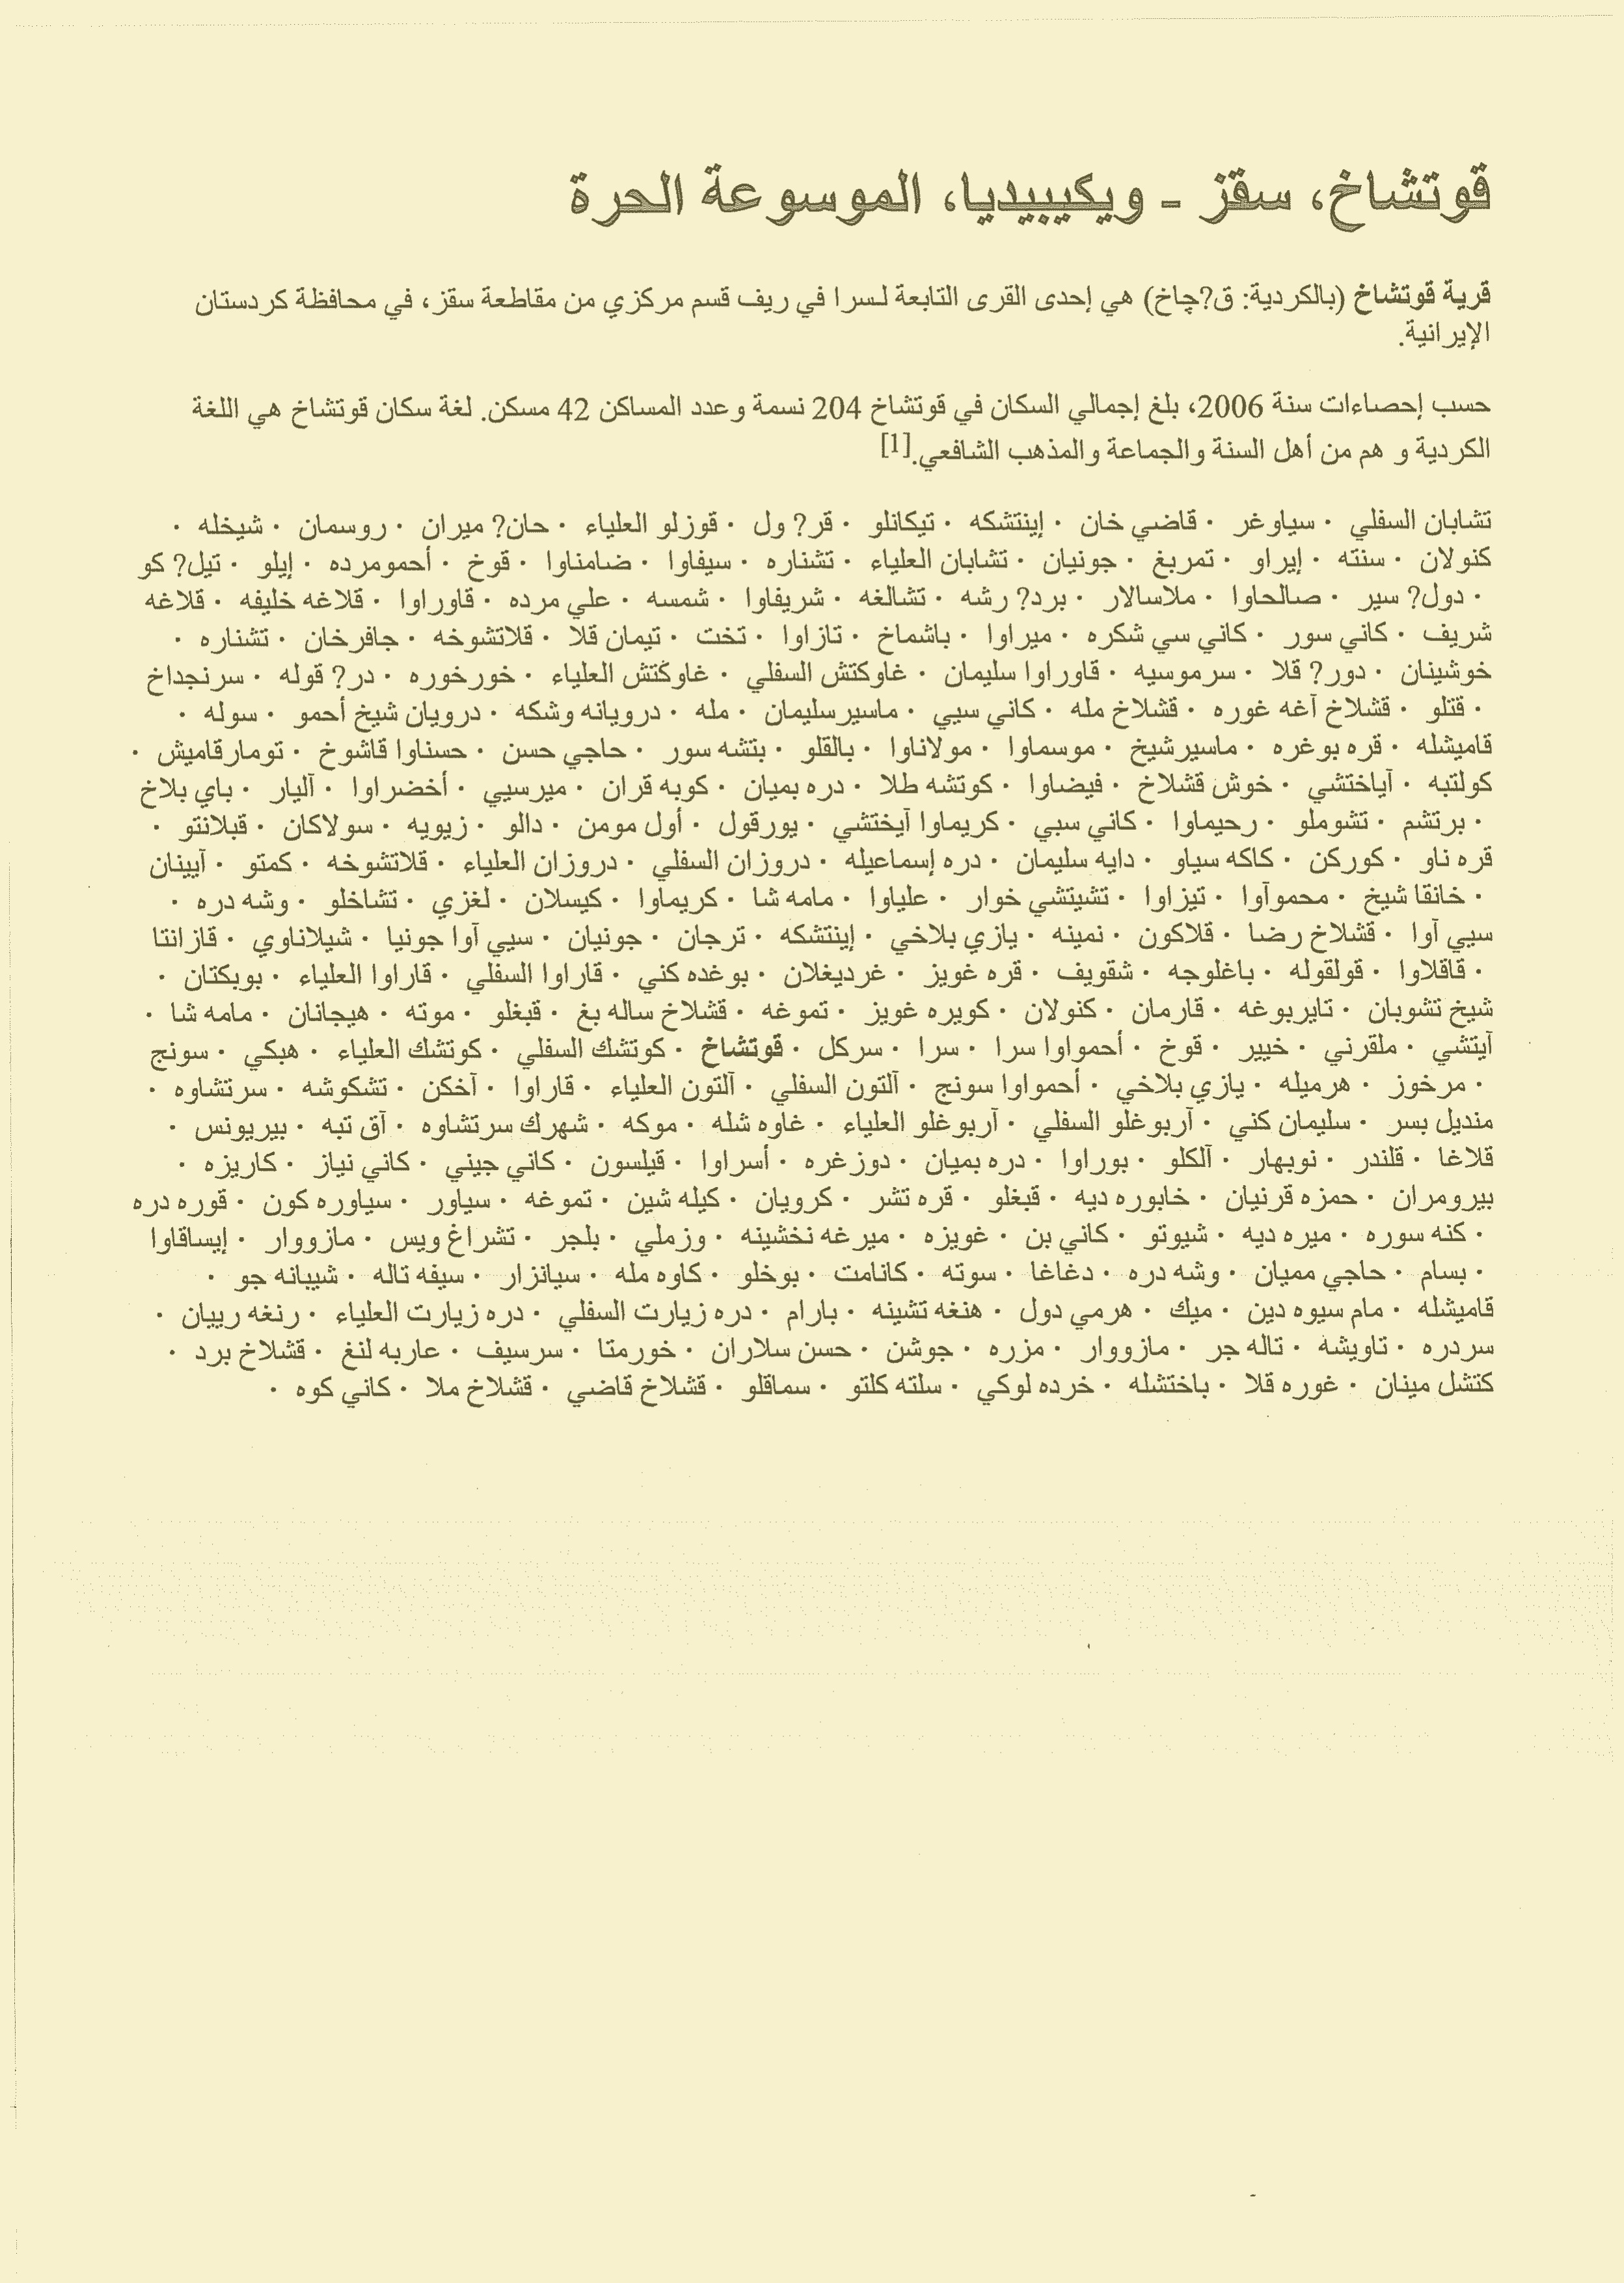 قوتشاخ، سقز - ويكيبيديا، الموسوعة الحرة
قرية قوتشاخ (بالكردية: ق?چاخ) هي إحدى القرى التابعة لـسرا في ريف قسم مركزي من مقاطعة سقز، في محافظة كردستان
الإيرانية.
حسب إحصاءات سنة 2006، بلغ إجمالي السكان في قوتشاخ 204 نسمة وعدد المساكن 42 مسكن. لغة سكان قوتشاخ هي اللغة
الكردية و هم من أهل السنة والجماعة والمذهب الشافعي.[1]
تشابان السفلي · سياوغر · قاضي خان · إينتشكه · تيكانلو · قر? ول · قوزلو العلياء · حان? ميران · روسمان · شيخله ·
كنولان · سنته · إيراو · تمربغ · جونيان · تشابان العلياء · تشناره · سيفاوا · ضامناوا · قوخ · أحمومرده · إيلو · تيل? كو
· دول? سير · صالحاوا · ملاسالار · برد? رشه · تشالغه · شريفاوا · شمسه · علي مرده · قاوراوا · قلاغه خليفه · قلاغه
شريف · كاني سور · كاني سي شكره · ميراوا · باشماخ · تازاوا · تخت · تيمان قلا · قلاتشوخه · جافرخان · تشناره ·
خوشينان · دور? قلا · سرموسيه · قاوراوا سليمان · غاوكتش السفلي · غاوكتش العلياء · خورخوره · در? قوله · سرنجداخ
· قتلو · قشلاخ آغه غوره · قشلاخ مله · كاني سيي · ماسيرسليمان · مله · درويانه وشكه · درويان شيخ أحمو · سوله ·
قاميشله · قره بوغره · ماسيرشيخ · موسماوا · مولاناوا · بالقلو · بتشه سور · حاجي حسن · حسناوا قاشوخ · تومارقاميش ·
كولتبه · آياختشي · خوش قشلاخ · فيضاوا · كوتشه طلا · دره بميان · كوبه قران · ميرسيي · أخضراوا · آليار · باي بلاخ
· برتشم · تشوملو · رحيماوا · كاني سبي · كريماوا آيختشي · يورقول · أول مومن · دالو · زيويه · سولاكان · قبلانتو ·
قره ناو · كوركن · كاكه سياو · دايه سليمان · دره إسماعيله · دروزان السفلي · دروزان العلياء · قلاتشوخه · كمتو · آيينان
· خانقا شيخ · محموآوا · تيزاوا · تشيتشي خوار · علياوا · مامه شا · كريماوا · كيسلان · لغزي · تشاخلو · وشه دره ·
سيي آوا · قشلاخ رضا · قلاكون · نمينه · يازي بلاخي · إينتشكه · ترجان · جونيان · سيي آوا جونيا · شيلاناوي · قازانتا
· قاقلاوا · قولقوله · باغلوجه · شقويف · قره غويز · غرديغلان · بوغده كني · قاراوا السفلي · قاراوا العلياء · بوبكتان ·
شيخ تشوبان · تايربوغه · قارمان · كنولان · كويره غويز · تموغه · قشلاخ ساله بغ · قبغلو · موته · هيجانان · مامه شا ·
آيتشي · ملقرني · خيير · قوخ · أحمواوا سرا · سرا · سركل · قوتشاخ · كوتشك السفلي · كوتشك العلياء · هبكي · سونج
· مرخوز · هرميله · يازي بلاخي · أحمواوا سونج · آلتون السفلي · آلتون العلياء · قاراوا · آخكن · تشكوشه · سرتشاوه ·
منديل بسر · سليمان كني · آربوغلو السفلي · آربوغلو العلياء · غاوه شله · موكه · شهرك سرتشاوه · آق تبه · بيريونس ·
قلاغا · قلندر · نوبهار · آلكلو · بوراوا · دره بميان · دوزغره · أسراوا · قيلسون · كاني جيني · كاني نياز · كاريزه ·
بيرومران · حمزه قرنيان · خابوره ديه · قبغلو · قره تشر · كرويان · كيله شين · تموغه · سياور · سياوره كون · قوره دره
· كنه سوره · ميره ديه · شيوتو · كاني بن · غويزه · ميرغه نخشينه · وزملي · بلجر · تشراغ ويس · مازووار · إيساقاوا
· بسام · حاجي مميان · وشه دره · دغاغا · سوته · كانامت · بوخلو · كاوه مله · سيانزار · سيفه تاله · شيبانه جو ·
قاميشله · مام سيوه دين · ميك · هرمي دول · هنغه تشينه · بارام · دره زيارت السفلي · دره زيارت العلياء · رنغه رييان ·
سردره · تاويشه · تاله جر · مازووار · مزره · جوشن · حسن سلاران · خورمتا · سرسيف · عاربه لنغ · قشلاخ برد ·
كتشل مينان · غوره قلا · باختشله · خرده لوكي · سلته كلتو · سماقلو · قشلاخ قاضي · قشلاخ ملا · كاني كوه ·